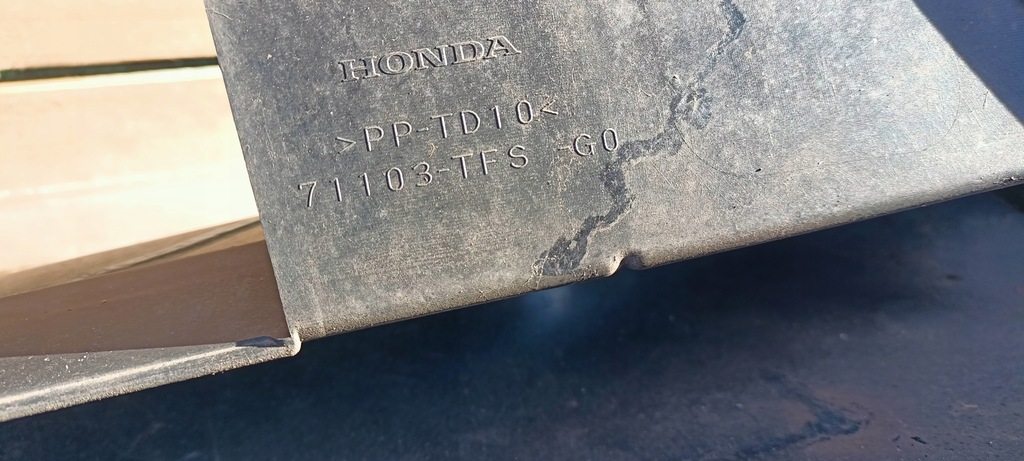 HONDA
>PP-TD10<
71103-TFS -G0